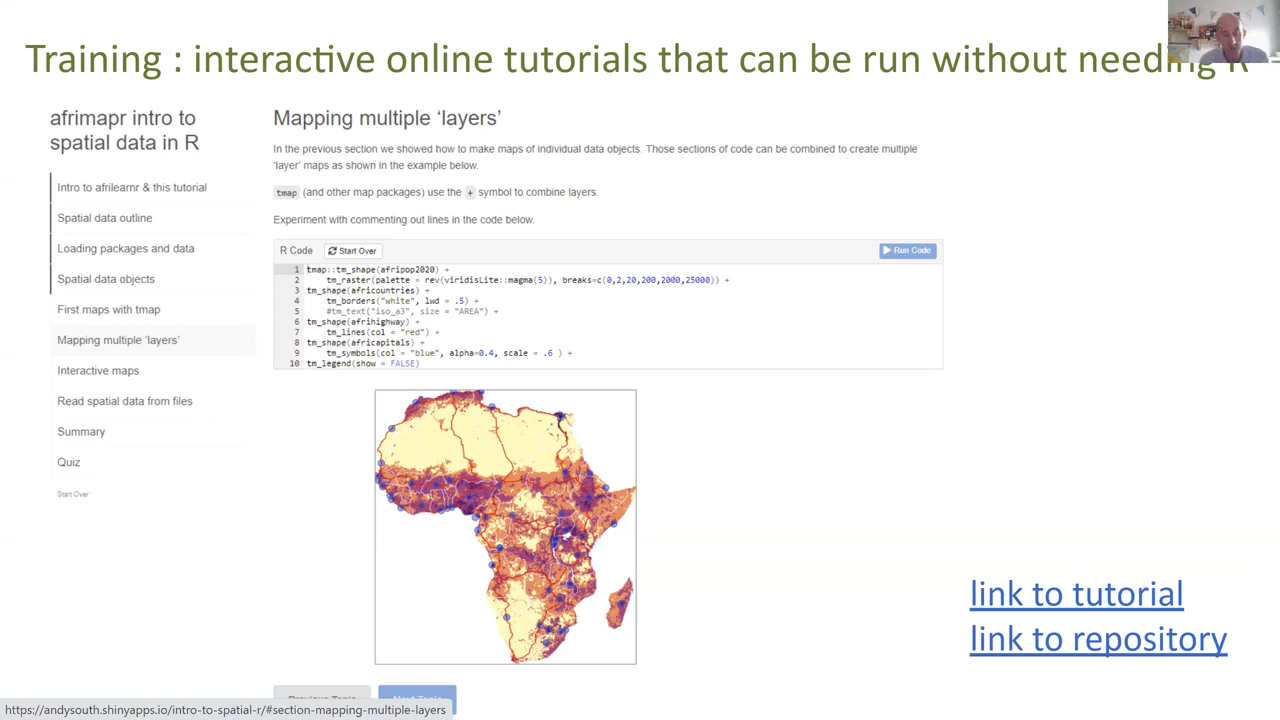 Training : interactive online tutorials that can be run without needing R
afrimapr intro to
spatial data in R
Intro to afrilearnr & this tutorial
Spatial data outline
Loading packages and data
Spatial data objects
First maps with tmap
Mapping multiple ‘layers’
Interactive maps
Read spatial data from files
Summary
Quiz
Start Over
Mapping multiple ‘layers’
In the previous section we showed how to make maps of individual data objects. Those sections of code can be combined to create multiple
‘layer’ maps as shown in the example below.
tmap (and other map packages) use the + symbol to combine layers.
Experiment with commenting out lines in the code below.
R Code Start Over Run Code
1 tmap::tm_shape(afripop2020) +
2 tm_raster(palette = rev(viridisLite::magma(5)), breaks=c(0,2,20,200,2000,25000)) +
3 tm_shape(africountries) +
4 tm_borders("white", lwd = .5) +
5 #tm_text("iso_a3", size = "AREA") +
6 tm_shape(afrihighway) +
7 tm_lines(col = "red") +
8 tm_shape(africapitals) +
9 tm_symbols(col = "blue", alpha=0.4, scale = .6 ) +
10 tm_legend(show = FALSE)
link to tutorial
link to repository
Previous Topic Next Topic
https://andysouth.shinyapps.io/intro-to-spatial-r/#section-mapping-multiple-layers